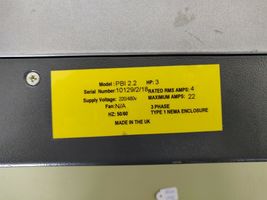 Model: PBI 2.2 HP: 3
Serial Number: 10129/2/18 RATED RMS AMPS: 4
Supply Voltage: 220/480v MAXIMUM AMPS: 22
Fan: N/A 3 PHASE
HZ: 50/60 TYPE 1 NEMA ENCLOSURE
MADE IN THE UK